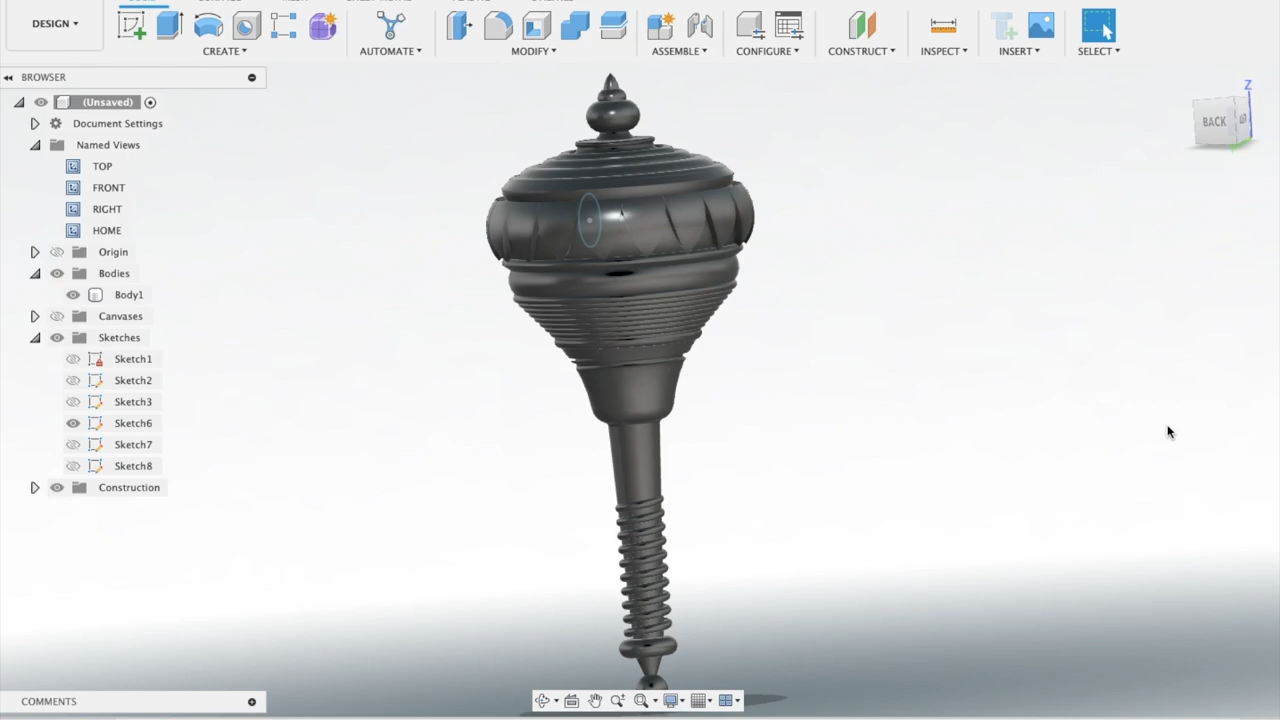 DESIGN
CREATE
AUTOMATE
MODIFY
ASSEMBLE
CONFIGURE
CONSTRUCT
INSPECT
INSERT
SELECT
BROWSER
(Unsaved)
Document Settings
Named Views
TOP
FRONT
RIGHT
HOME
Origin
Bodies
Body1
Canvases
Sketches
Sketch1
Sketch2
Sketch3
Sketch6
Sketch7
Sketch8
Construction
COMMENTS
Z
BACK